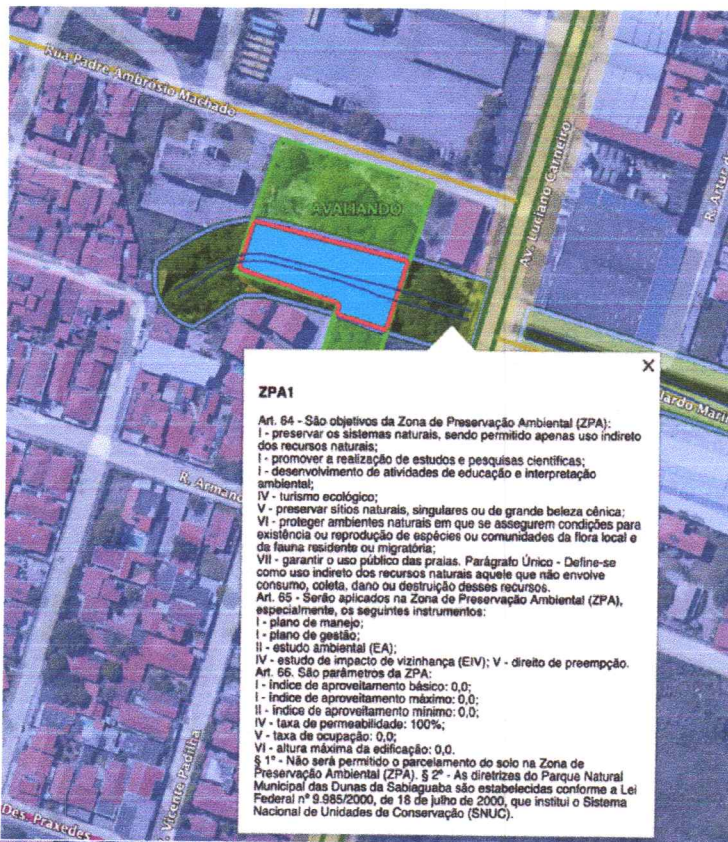 Rua Padre Ambrósio Machado
AVALIANDO
Av. Luciano Carneiro
R. Artur
ZPA1
Art. 64 - São objetivos da Zona de Preservação Ambiental (ZPA):
I - preservar os sistemas naturais, sendo permitido apenas uso indireto
dos recursos naturais;
I - promover a realização de estudos e pesquisas científicas;
I - desenvolvimento de atividades de educação e interpretação
ambiental;
IV - turismo ecológico;
V - preservar sítios naturais, singulares ou de grande beleza cênica;
VI - proteger ambientes naturais em que se assegurem condições para
existência ou reprodução de espécies ou comunidades da flora local e
da fauna residente ou migratória;
VII - garantir o uso público das praias. Parágrafo Único - Define-se
como uso indireto dos recursos naturais aquele que não envolve
consumo, coleta, dano ou destruição desses recursos.
Art. 65 - Serão aplicados na Zona de Preservação Ambiental (ZPA),
especialmente, os seguintes instrumentos:
I - plano de manejo;
I - plano de gestão;
II - estudo ambiental (EA);
IV - estudo de impacto de vizinhança (EIV); V - direito de preempção.
Art. 66. São parâmetros da ZPA:
I - índice de aproveitamento básico: 0,0;
I - índice de aproveitamento máximo: 0,0;
II - índice de aproveitamento mínimo: 0,0;
IV - taxa de permeabilidade: 100%;
V - taxa de ocupação: 0,0;
VI - altura máxima da edificação: 0,0.
§ 1º - Não será permitido o parcelamento do solo na Zona de
Preservação Ambiental (ZPA). § 2º - As diretrizes do Parque Natural
Municipal das Dunas da Sabiaguaba são estabelecidas conforme a Lei
Federal nº 9.985/2000, de 18 de julho de 2000, que institui o Sistema
Nacional de Unidades de Conservação (SNUC).
lardo Mari
R. Arman
. Vicente Padilha
Des. Praxedes